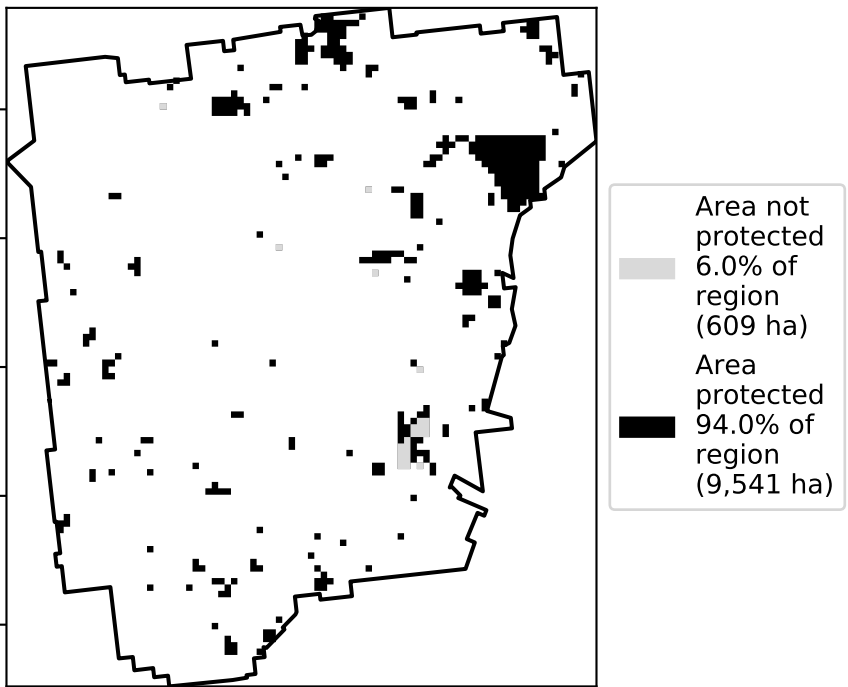 Area not
protected
6.0% of
region
(609 ha)
Area
protected
94.0% of
region
(9,541 ha)